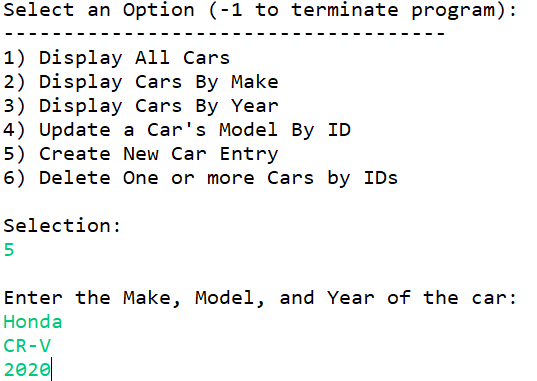 Select an Option (-1 to terminate program):
-------------------------------------
1) Display All Cars
2) Display Cars By Make
3) Display Cars By Year
4) Update a Car's Model By ID
5) Create New Car Entry
6) Delete One or more Cars by IDs
Selection:
5
Enter the Make, Model, and Year of the car:
Honda
CR-V
2020